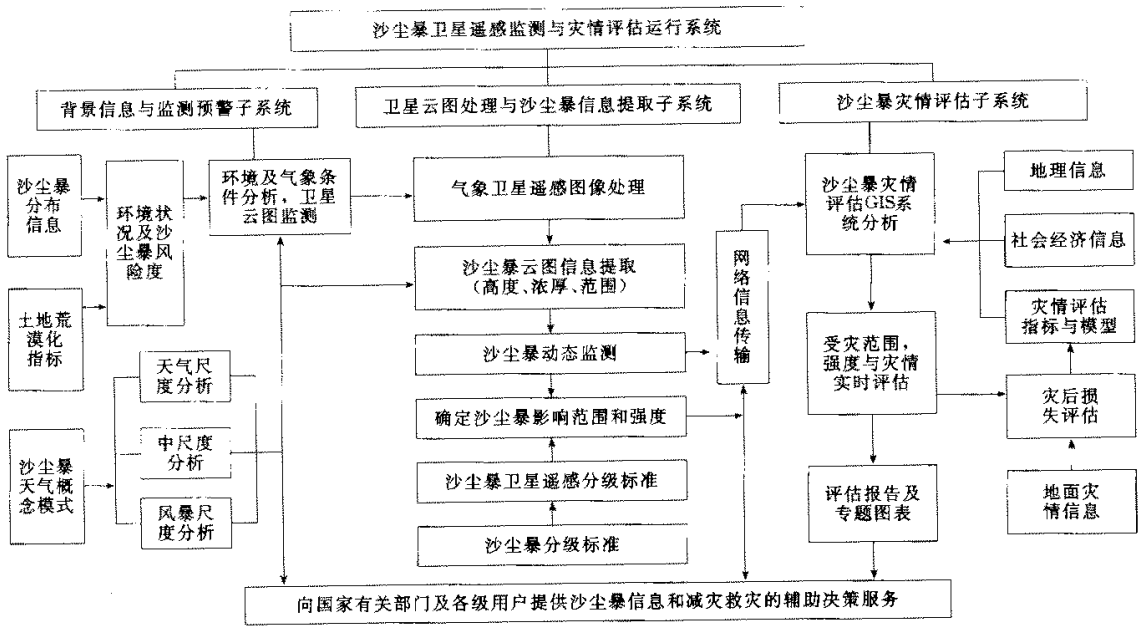 沙尘暴卫星遥感监测与灾情评估运行系统
背景信息与监测预警子系统
卫星云图处理与沙尘暴信息提取子系统
沙尘暴灾情评估子系统
沙尘暴
分布
信息
环境状
况及沙
尘暴风
险度
环境及气象条
件分析，卫星
云图监测
土地荒
漠化
指标
天气尺
度分析
中尺度
分析
风暴尺
度分析
沙尘暴
天气概
念模式
气象卫星遥感图像处理
沙尘暴云图信息提取
（高度、浓厚、范围）
沙尘暴动态监测
确定沙尘暴影响范围和强度
沙尘暴卫星遥感分级标准
沙尘暴分级标准
网
络
信
息
传
输
沙尘暴灾情
评估GIS系
统分析
受灾范围，
强度与灾情
实时评估
评估报告及
专题图表
地理信息
社会经济信息
灾情评估
指标与模型
灾后损
失评估
地面灾
情信息
向国家有关部门及各级用户提供沙尘暴信息和减灾救灾的辅助决策服务